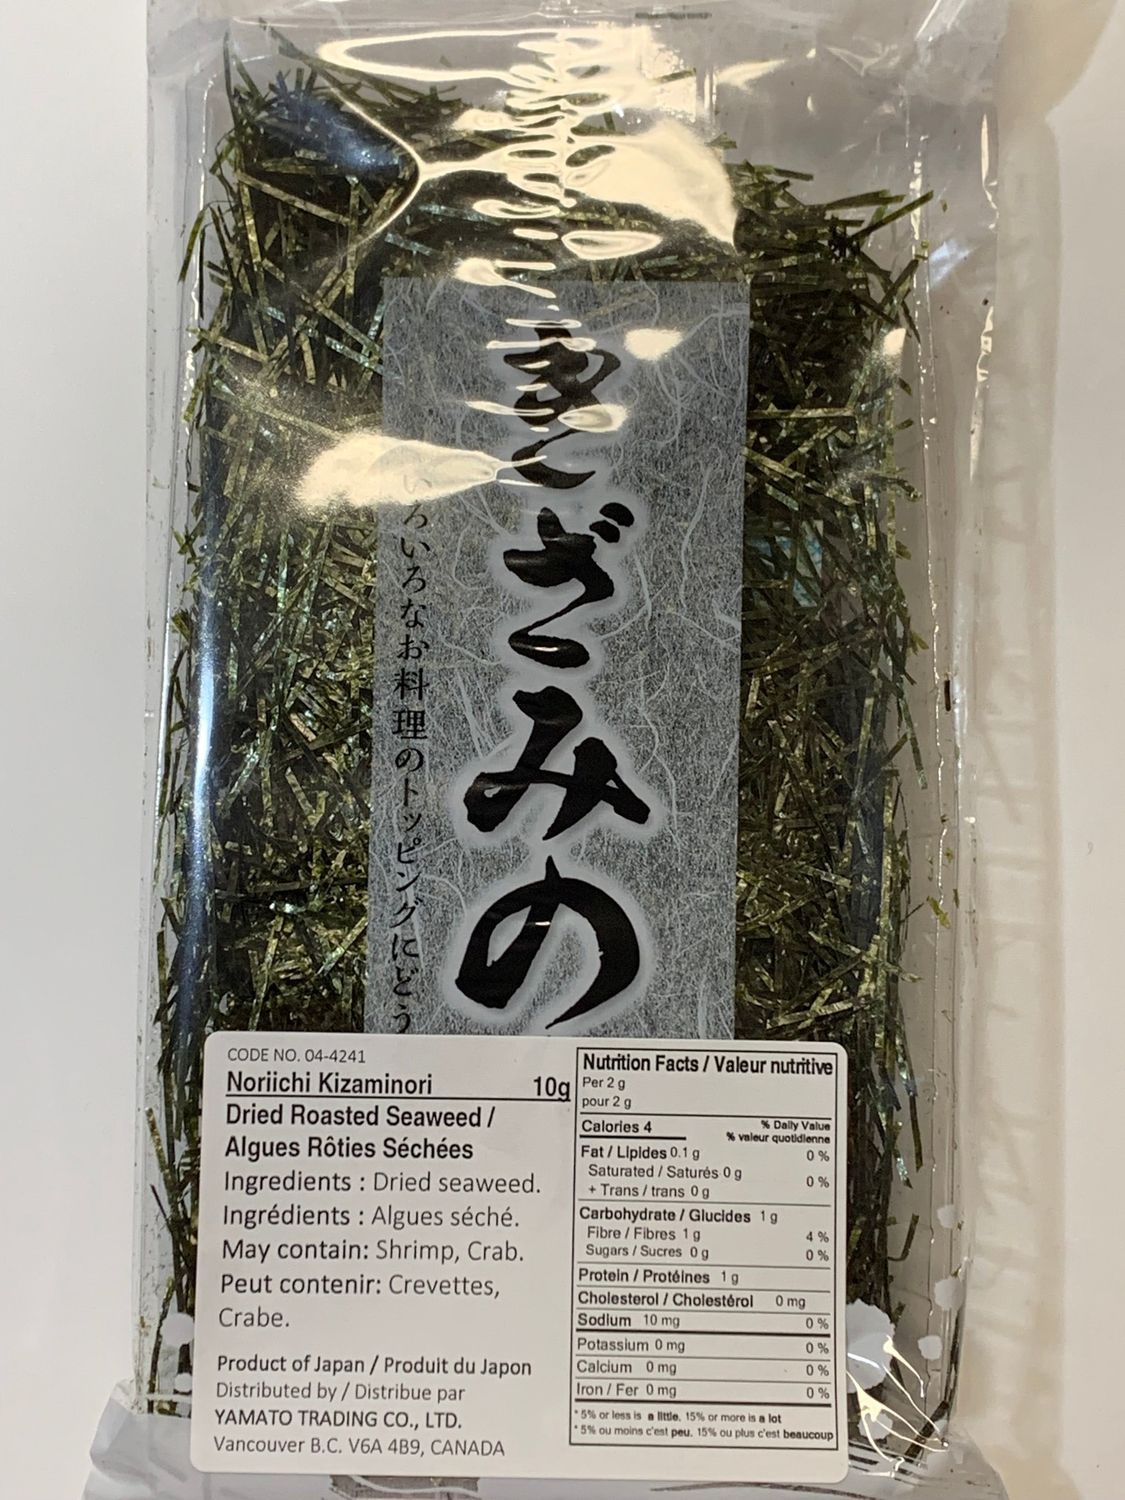 きざみの
いろいろなお料理のトッピングにどう
CODE NO. 04-4241
Noriichi Kizaminori 10g
Dried Roasted Seaweed /
Algues Rôties Séchées
Ingredients : Dried seaweed.
Ingrédients : Algues séché.
May contain: Shrimp, Crab.
Peut contenir: Crevettes,
Crabe.
Product of Japan / Produit du Japon
Distributed by / Distribue par
YAMATO TRADING CO., LTD.
Vancouver B.C. V6A 4B9, CANADA
Nutrition Facts / Valeur nutritive
Per 2 g
pour 2 g
Calories 4
% Daily Value
% valeur quotidienne
Fat / Lipides 0.1 g 0 %
Saturated / Saturés 0 g
+ Trans / trans 0 g 0 %
Carbohydrate / Glucides 1 g
Fibre / Fibres 1 g 4 %
Sugars / Sucres 0 g 0 %
Protein / Protéines 1 g
Cholesterol / Cholestérol 0 mg
Sodium 10 mg 0 %
Potassium 0 mg 0 %
Calcium 0 mg 0 %
Iron / Fer 0 mg 0 %
* 5% or less is a little, 15% or more is a lot
* 5% ou moins c'est peu, 15% ou plus c'est beaucoup